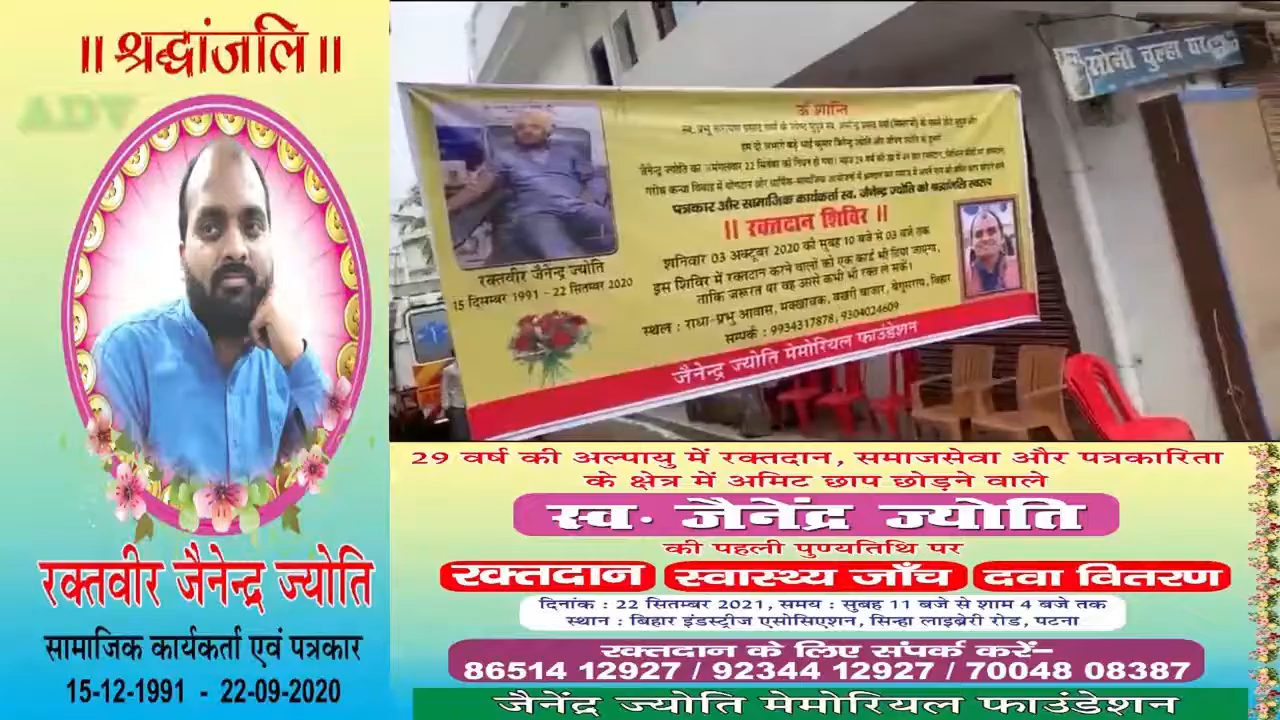 ॥ श्रद्धांजलि ॥
ADV
रक्तवीर जैनेन्द्र ज्योति
सामाजिक कार्यकर्ता एवं पत्रकार
15-12-1991 - 22-09-2020
सोनी चुल्हा घर
ॐ शान्ति
पत्रकार और सामाजिक कार्यकर्ता स्व. जैनेन्द्र ज्योति को श्रद्धांजलि स्वरूप
॥ रक्तदान शिविर ॥
शनिवार 03 अक्टूबर 2020 को सुबह 10 बजे से 03 बजे तक
इस शिविर में रक्तदान करने वालों को एक कार्ड भी दिया जाएगा,
ताकि जरूरत पर वह उससे कभी भी रक्त ले सकें।
स्थल : राधा-प्रभु आवास, मक्खाचक, बखरी बाजार, बेगूसराय, बिहार
सम्पर्क : 9934317878, 9304024609
जैनेन्द्र ज्योति मेमोरियल फाउंडेशन
रक्तवीर जैनेन्द्र ज्योति
15 दिसम्बर 1991 - 22 सितम्बर 2020
29 वर्ष की अल्पायु में रक्तदान, समाजसेवा और पत्रकारिता
के क्षेत्र में अमिट छाप छोड़ने वाले
स्व. जैनेंद्र ज्योति
की पहली पुण्यतिथि पर
रक्तदान स्वास्थ्य जाँच दवा वितरण
दिनांक : 22 सितम्बर 2021, समय : सुबह 11 बजे से शाम 4 बजे तक
स्थान : बिहार इंडस्ट्रीज एसोसिएशन, सिन्हा लाइब्रेरी रोड, पटना
रक्तदान के लिए संपर्क करें–
86514 12927 / 92344 12927 / 70048 08387
जैनेंद्र ज्योति मेमोरियल फाउंडेशन